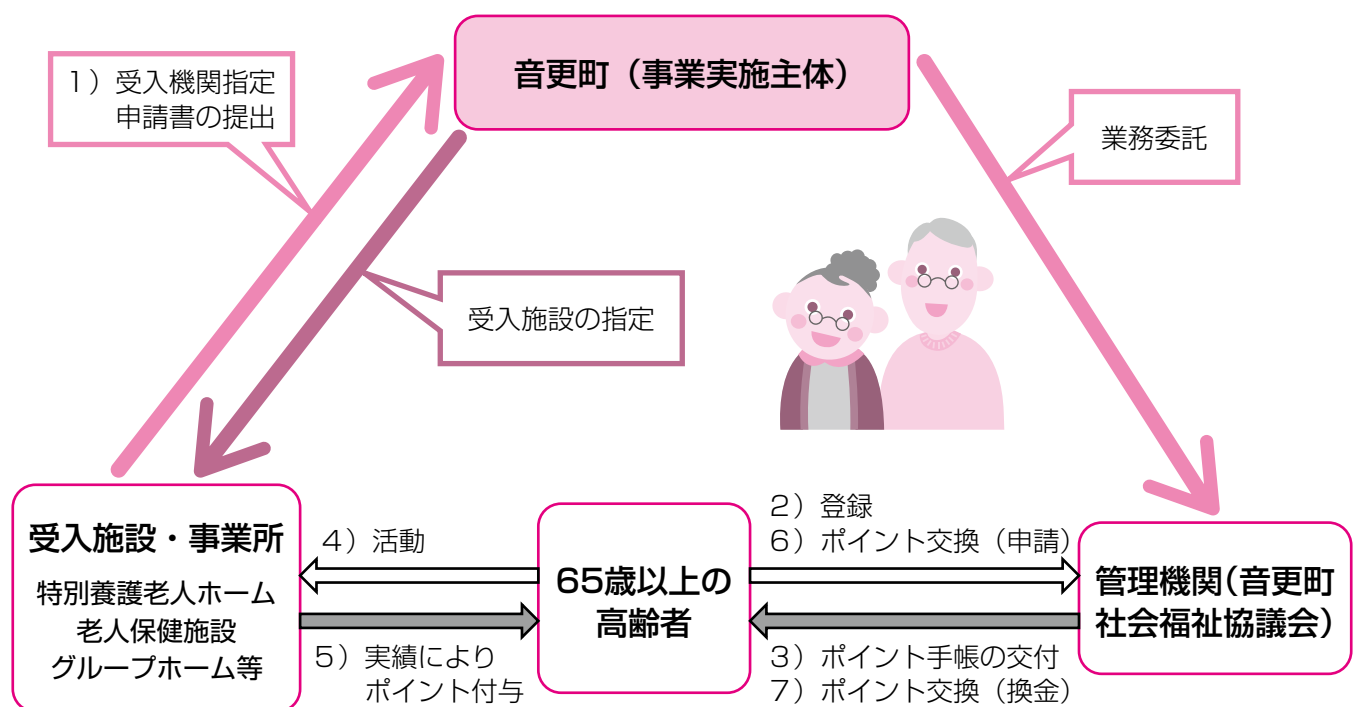 音更町（事業実施主体）
１）受入機関指定
申請書の提出
業務委託
受入施設の指定
受入施設・事業所
特別養護老人ホーム
老人保健施設
グループホーム等
４）活動
５）実績により
ポイント付与
65歳以上の
高齢者
２）登録
６）ポイント交換（申請）
３）ポイント手帳の交付
７）ポイント交換（換金）
管理機関（音更町
社会福祉協議会）